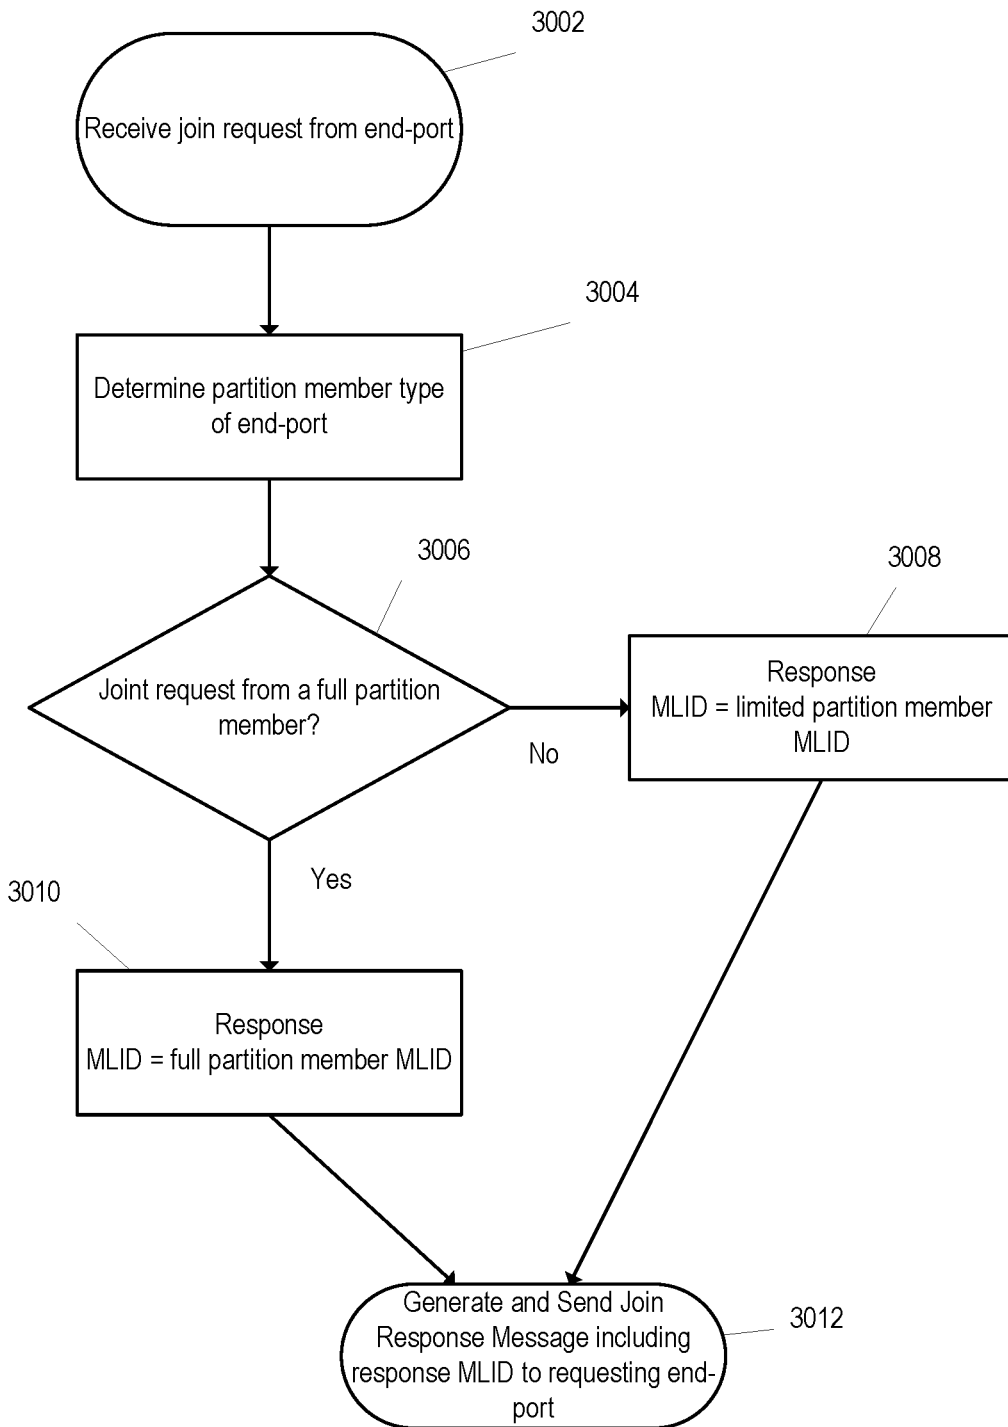 3002
Receive join request from end-port
3004
Determine partition member type
of end-port
3006
Joint request from a full partition
member?
No
3008
Response
MLID = limited partition member
MLID
Yes
3010
Response
MLID = full partition member MLID
Generate and Send Join
Response Message including
response MLID to requesting end-
port
3012